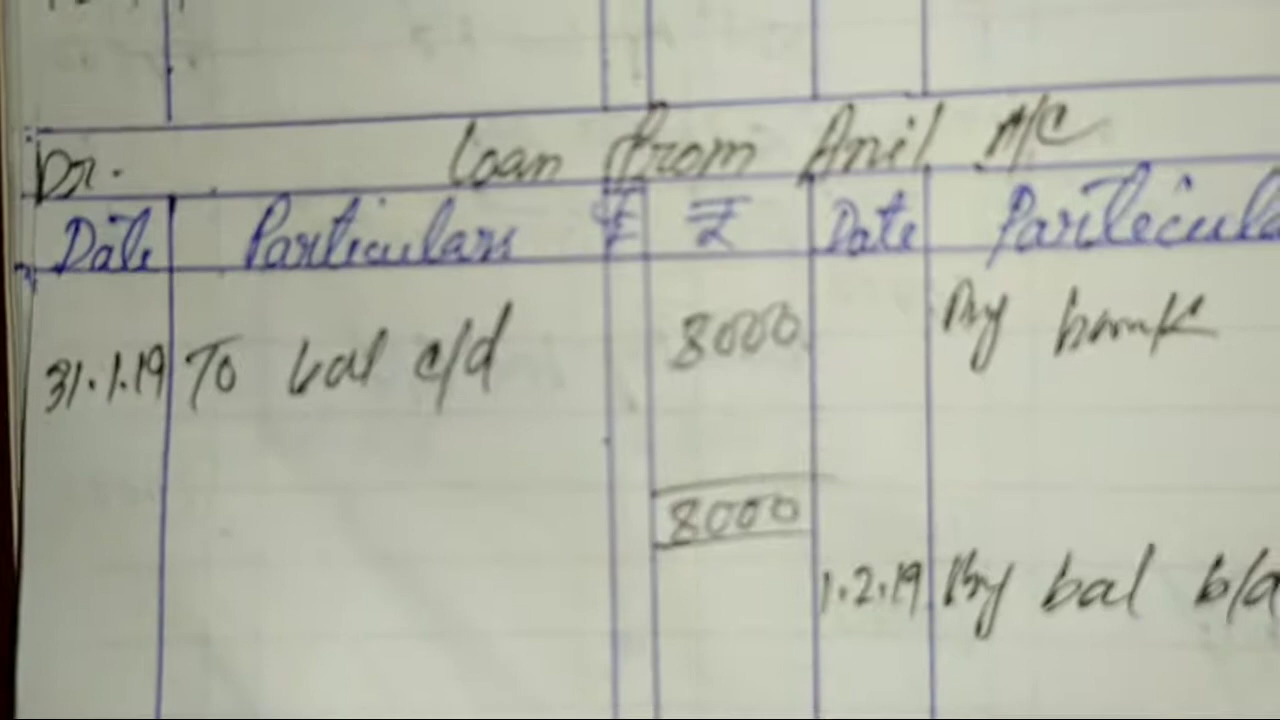 Dr. Loan from Anil A/C
Date Particulars F ₹ Date Particula
31.1.19 To bal c/d 8000 By bank
8000
1.2.19 By bal b/d